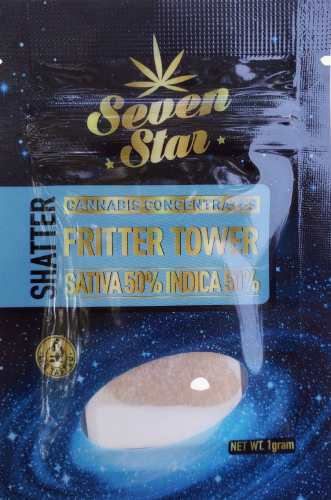 Seven
Star
CANNABIS CONCENTRATES
FRITTER TOWER
SATIVA 50% INDICA 50%
SHATTER
NET WT. 1gram